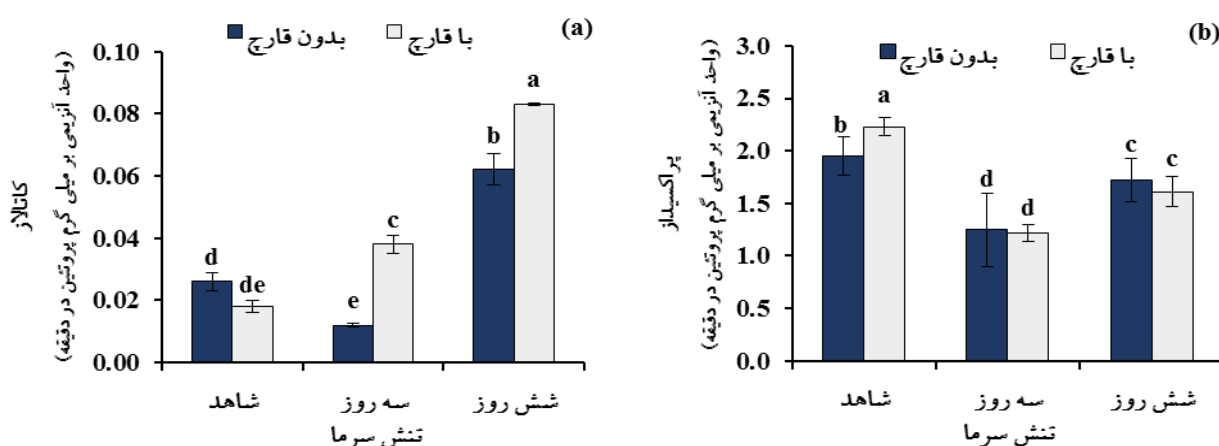 (a)
بدون قارچ
با قارچ
0.10
0.08
0.06
0.04
0.02
0.00
کاتالاز
(واحد آنزیمی بر میلی گرم پروتئین در دقیقه)
d
de
e
c
b
a
شاهد
سه روز
شش روز
تنش سرما
(b)
بدون قارچ
با قارچ
3.0
2.5
2.0
1.5
1.0
0.5
0.0
پراکسیداز
(واحد آنزیمی بر میلی گرم پروتئین در دقیقه)
b
a
d
d
c
c
شاهد
سه روز
شش روز
تنش سرما